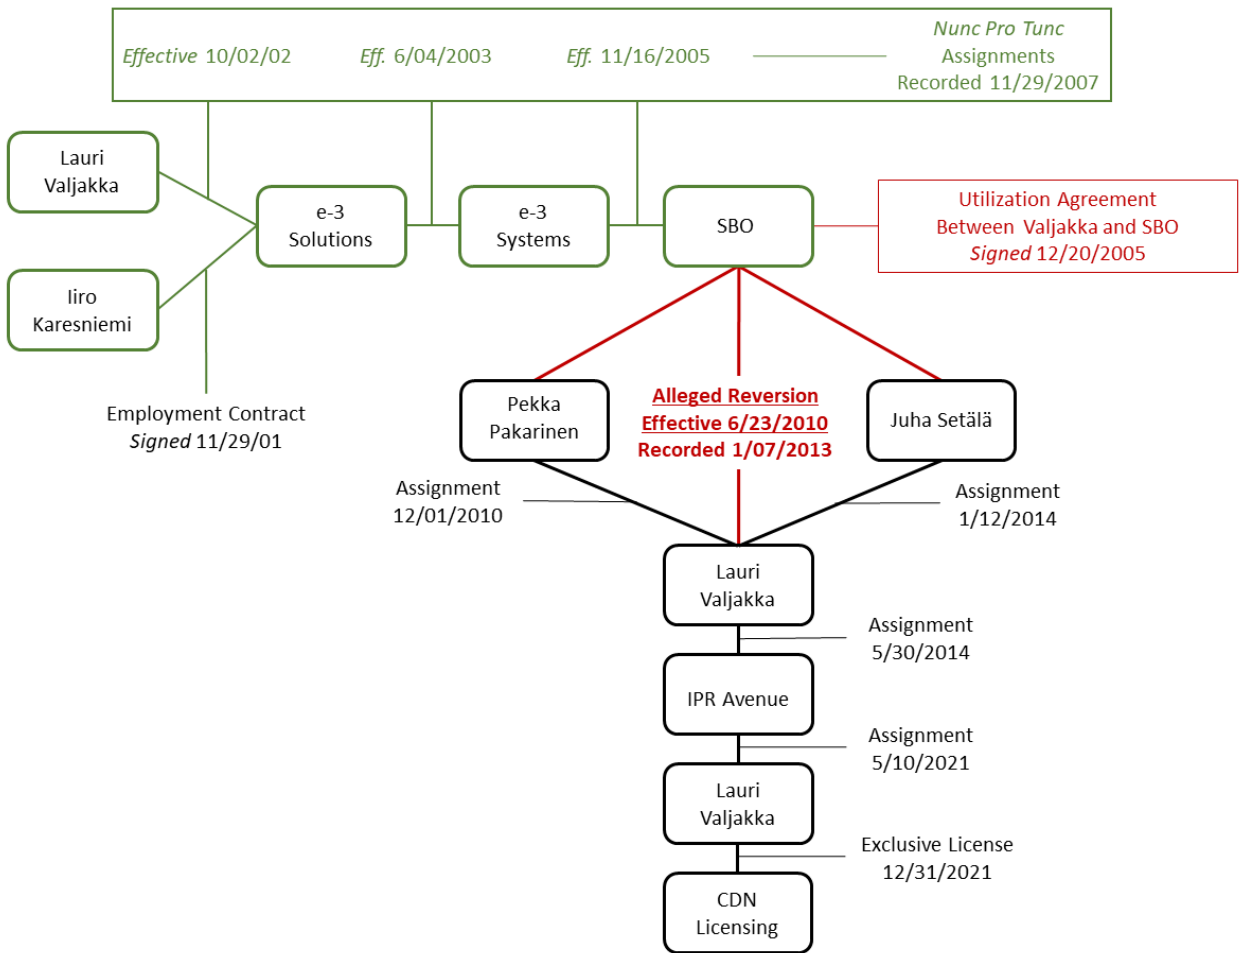 Effective 10/02/02
Eff. 6/04/2003
Eff. 11/16/2005
Nunc Pro Tunc
Assignments
Recorded 11/29/2007
Lauri
Valjakka
e-3
Solutions
e-3
Systems
SBO
Utilization Agreement
Between Valjakka and SBO
Signed 12/20/2005
Iiro
Karesniemi
Employment Contract
Signed 11/29/01
Pekka
Pakarinen
Alleged Reversion
Effective 6/23/2010
Recorded 1/07/2013
Juha Setälä
Assignment
12/01/2010
Assignment
1/12/2014
Lauri
Valjakka
Assignment
5/30/2014
IPR Avenue
Assignment
5/10/2021
Lauri
Valjakka
Exclusive License
12/31/2021
CDN
Licensing